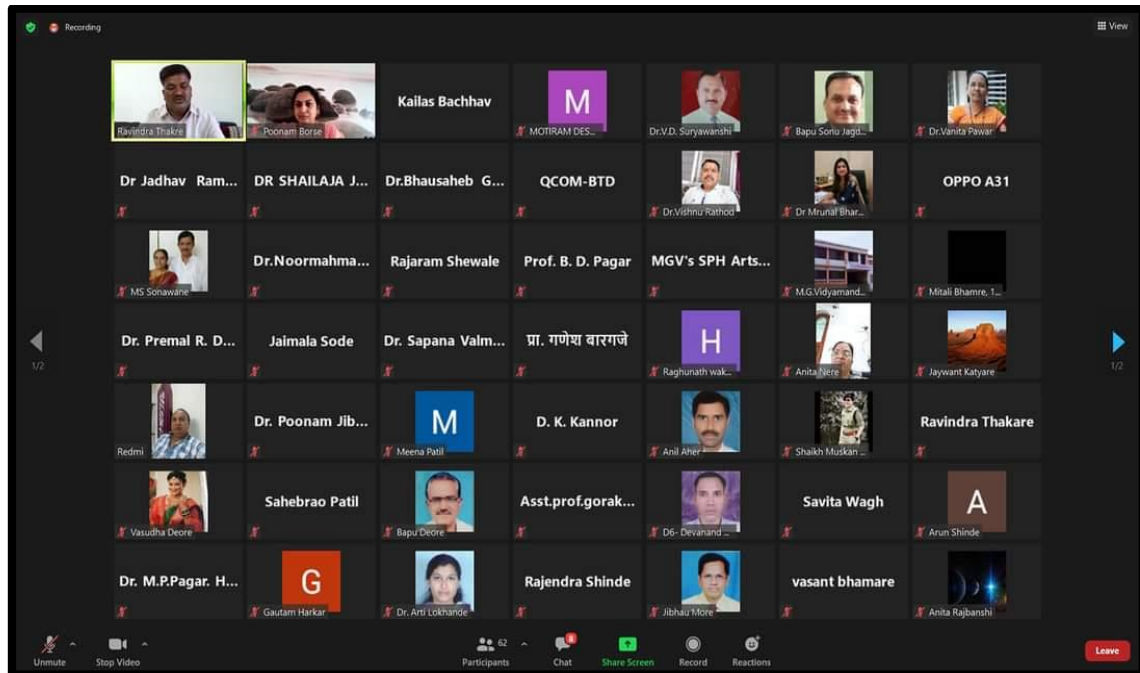 Recording
View
Ravindra Thakre
Poonam Borse
Kailas Bachhav
M
MOTIRAM DES...
Dr.V.D. Suryawanshi
Bapu Sonu Jagd...
Dr.Vanita Pawar
Dr Jadhav Ram...
DR SHAILAJA J...
Dr.Bhausaheb G...
QCOM-BTD
Dr.Vishnu Rathod
Dr Mrunal Bhar...
OPPO A31
MS Sonawane
Dr.Noormahma...
Rajaram Shewale
Prof. B. D. Pagar
MGV's SPH Arts...
M.G.Vidyamand...
Mitali Bhamre, 1...
Dr. Premal R. D...
Jaimala Sode
Dr. Sapana Valm...
प्रा. गणेश बारगजे
H
Raghunath wak...
Anita Nere
Jaywant Katyare
1/2
1/2
Redmi
Dr. Poonam Jib...
M
Meena Patil
D. K. Kannor
Anil Aher
Shaikh Muskan ...
Ravindra Thakare
Vasudha Deore
Sahebrao Patil
Bapu Deore
Asst.prof.gorak...
D6- Devanand ...
Savita Wagh
A
Arun Shinde
Dr. M.P.Pagar. H...
G
Gautam Harkar
Dr. Arti Lokhande
Rajendra Shinde
Jibhau More
vasant bhamare
Anita Rajbanshi
Unmute
Stop Video
62
Participants
8
Chat
Share Screen
Record
Reactions
Leave